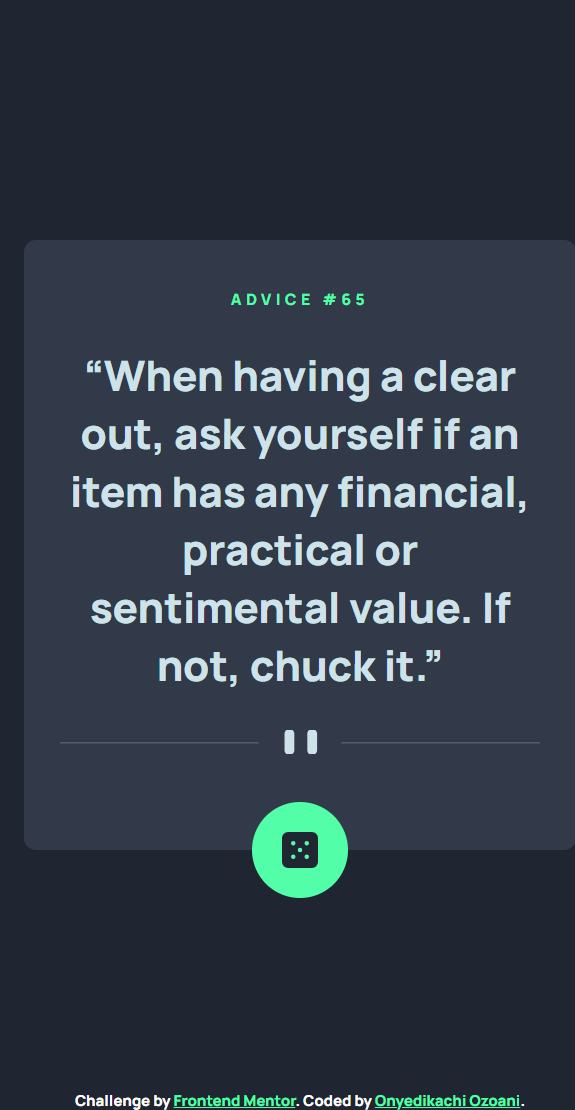 ADVICE #65
“When having a clear
out, ask yourself if an
item has any financial,
practical or
sentimental value. If
not, chuck it.”
Challenge by Frontend Mentor. Coded by Onyedikachi Ozoani.